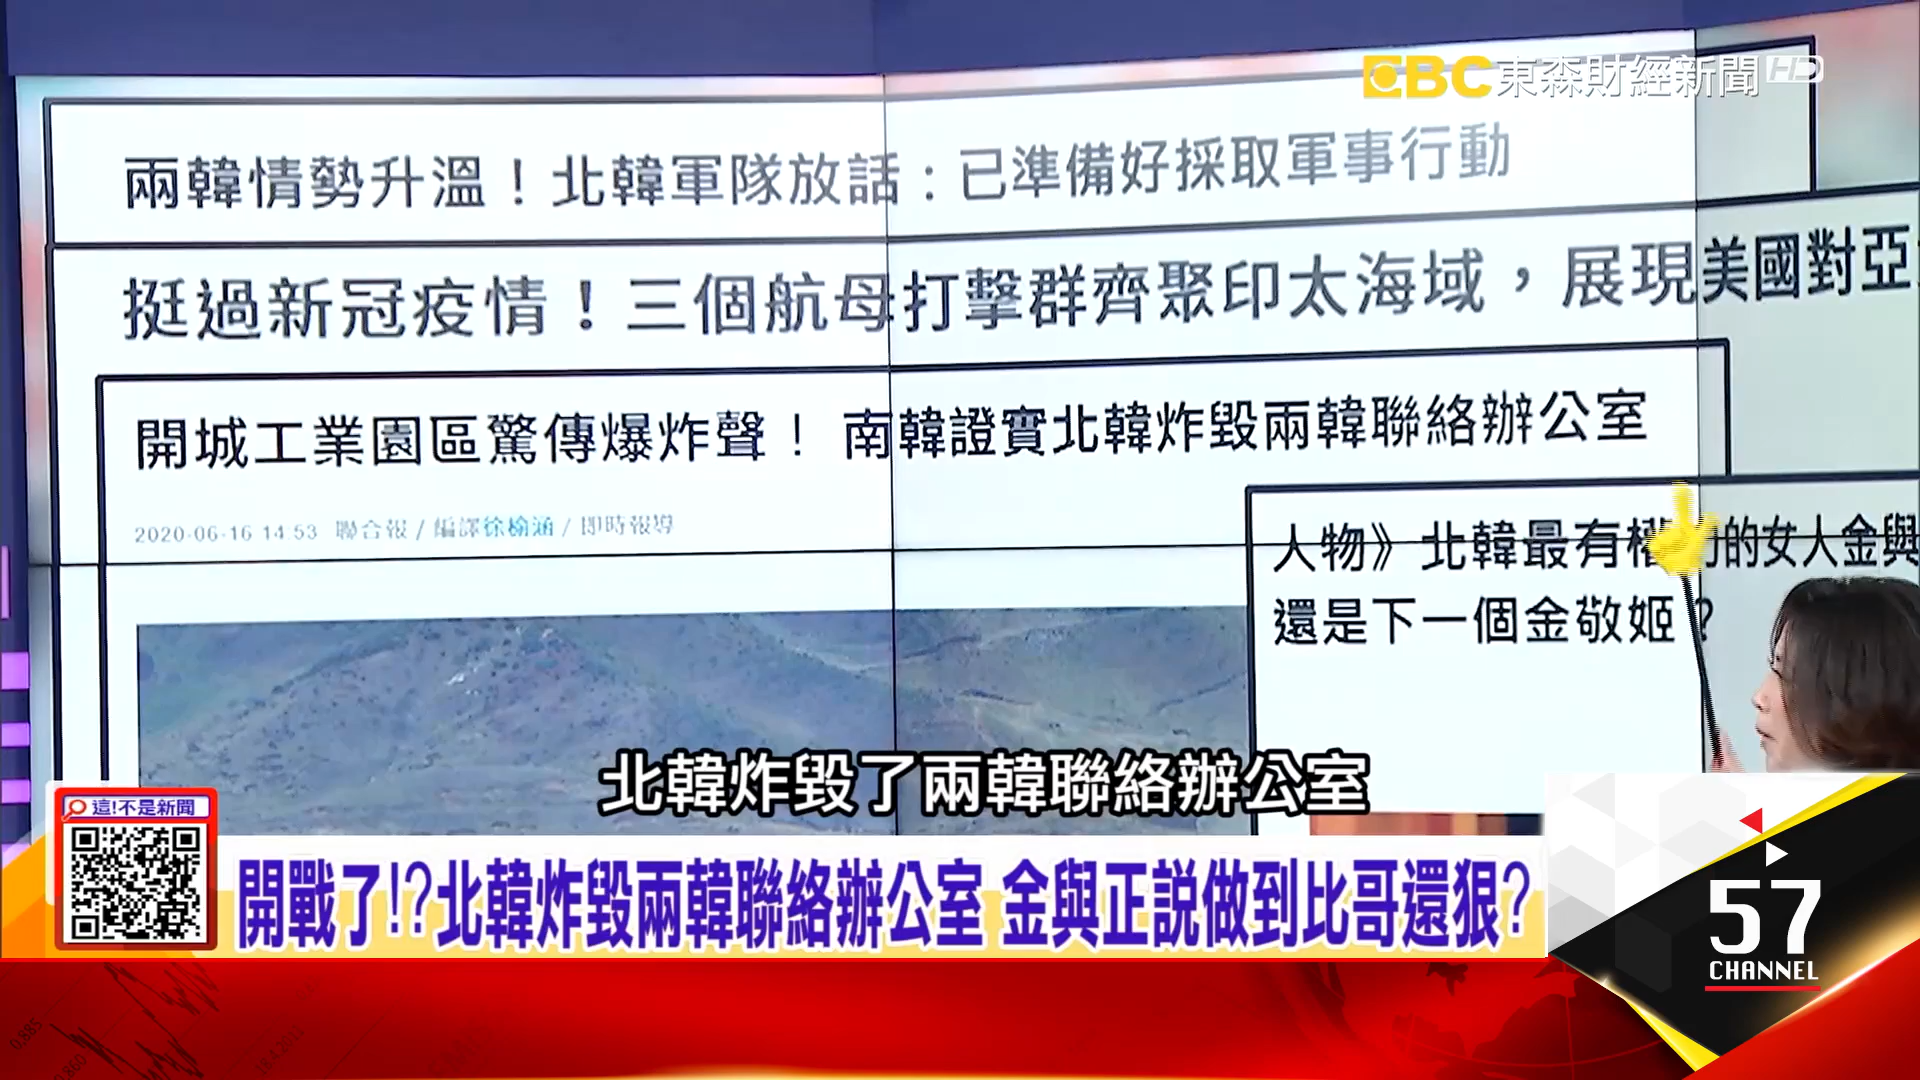 EBC 東森財經新聞 HD
兩韓情勢升溫！北韓軍隊放話：已準備好採取軍事行動
挺過新冠疫情！三個航母打擊群齊聚印太海域，展現美國對亞
開城工業園區驚傳爆炸聲！ 南韓證實北韓炸毀兩韓聯絡辦公室
2020-06-16 14:53 聯合報 / 編譯徐榆涵 / 即時報導
人物》北韓最有權力的女人金與
還是下一個金敬姬？
北韓炸毀了兩韓聯絡辦公室
這!不是新聞
開戰了!?北韓炸毀兩韓聯絡辦公室 金與正說做到比哥還狠?
57
CHANNEL
0.885
0.860
18.4.2012